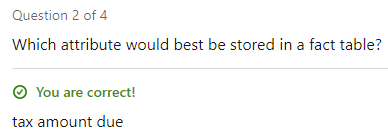 Question 2 of 4
Which attribute would best be stored in a fact table?
You are correct!
tax amount due